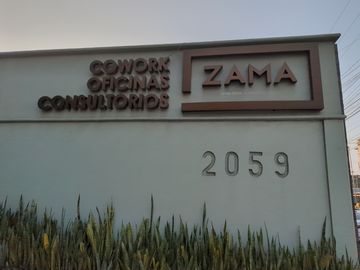 COWORK
OFICINAS
CONSULTORIOS
ZAMA
2059